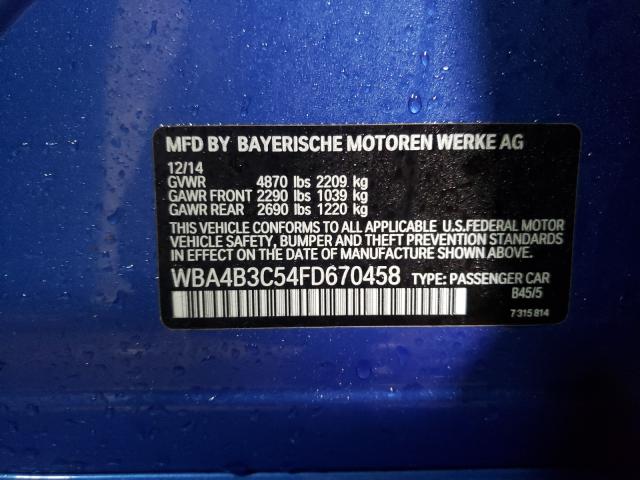 MFD BY BAYERISCHE MOTOREN WERKE AG
12/14
GVWR 4870 lbs 2209 kg
GAWR FRONT 2290 lbs 1039 kg
GAWR REAR 2690 lbs 1220 kg
THIS VEHICLE CONFORMS TO ALL APPLICABLE U.S.FEDERAL MOTOR
VEHICLE SAFETY, BUMPER AND THEFT PREVENTION STANDARDS
IN EFFECT ON THE DATE OF MANUFACTURE SHOWN ABOVE.
WBA4B3C54FD670458 TYPE: PASSENGER CAR
B45/5
7 315 814